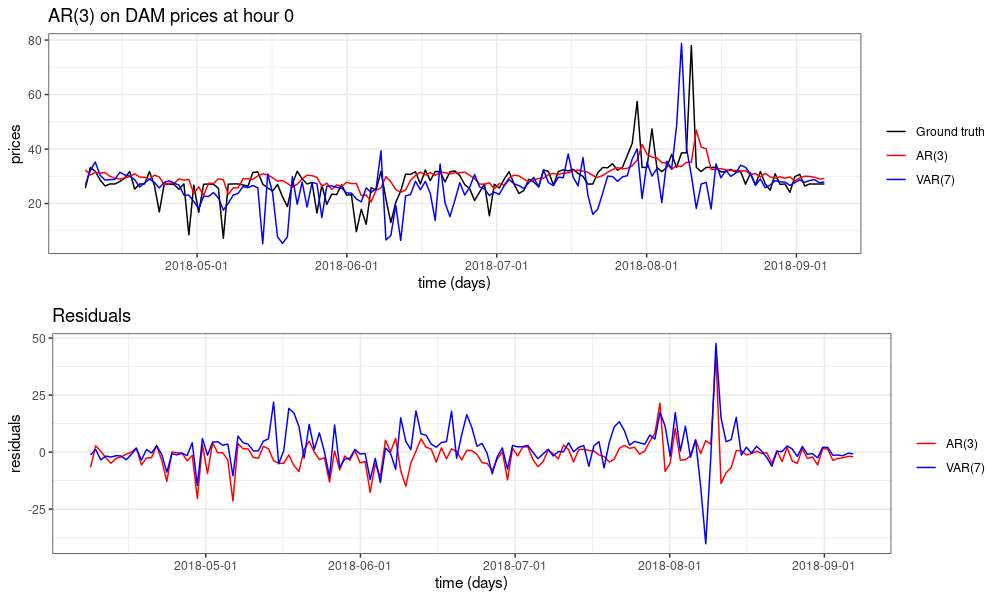 AR(3) on DAM prices at hour 0
80
60
40
20
prices
2018-05-01 2018-06-01 2018-07-01 2018-08-01 2018-09-01
time (days)
Ground truth
AR(3)
VAR(7)
Residuals
50
25
0
-25
residuals
2018-05-01 2018-06-01 2018-07-01 2018-08-01 2018-09-01
time (days)
AR(3)
VAR(7)